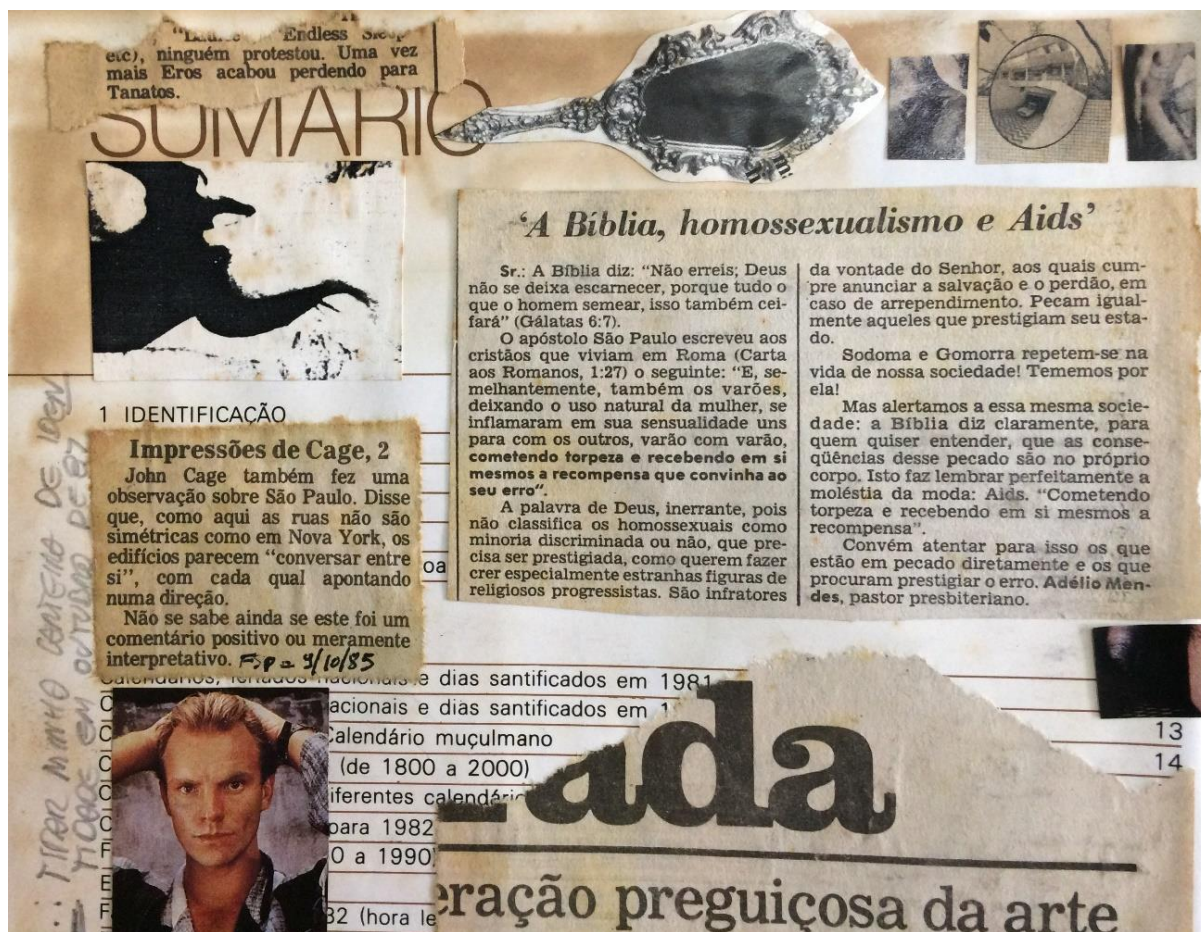 "Endless Sleep"
etc), ninguém protestou. Uma vez
mais Eros acabou perdendo para
Tanatos.
SUMÁRIO
'A Bíblia, homossexualismo e Aids'
Sr.: A Bíblia diz: “Não erreis; Deus
não se deixa escarnecer, porque tudo o
que o homem semear, isso também cei-
fará” (Gálatas 6:7).
O apóstolo São Paulo escreveu aos
cristãos que viviam em Roma (Carta
aos Romanos, 1:27) o seguinte: “E, se-
melhantemente, também os varões,
deixando o uso natural da mulher, se
inflamaram em sua sensualidade uns
para com os outros, varão com varão,
cometendo torpeza e recebendo em si
mesmos a recompensa que convinha ao
seu erro”.
A palavra de Deus, inerrante, pois
não classifica os homossexuais como
minoria discriminada ou não, que pre-
cisa ser prestigiada, como querem fazer
crer especialmente estranhas figuras de
religiosos progressistas. São infratores
da vontade do Senhor, aos quais cum-
pre anunciar a salvação e o perdão, em
caso de arrependimento. Pecam igual-
mente aqueles que prestigiam seu esta-
do.
Sodoma e Gomorra repetem-se na
vida de nossa sociedade! Tememos por
ela!
Mas alertamos a essa mesma socie-
dade: a Bíblia diz claramente, para
quem quiser entender, que as conse-
qüências desse pecado são no próprio
corpo. Isto faz lembrar perfeitamente a
moléstia da moda: Aids. “Cometendo
torpeza e recebendo em si mesmos a
recompensa”.
Convém atentar para isso os que
estão em pecado diretamente e os que
procuram prestigiar o erro. Adélio Men-
des, pastor presbiteriano.
1 IDENTIFICAÇÃO
Impressões de Cage, 2
John Cage também fez uma
observação sobre São Paulo. Disse
que, como aqui as ruas não são
simétricas como em Nova York, os
edifícios parecem “conversar entre
si”, com cada qual apontando
numa direção.
Não se sabe ainda se este foi um
comentário positivo ou meramente
interpretativo. FSP = 9/10/85
e dias santificados em 1981
acionais e dias santificados em
Calendário muçulmano
13
(de 1800 a 2000)
14
iferentes calendário
para 1982
0 a 1990)
32 (hora le
ada
eração preguiçosa da arte